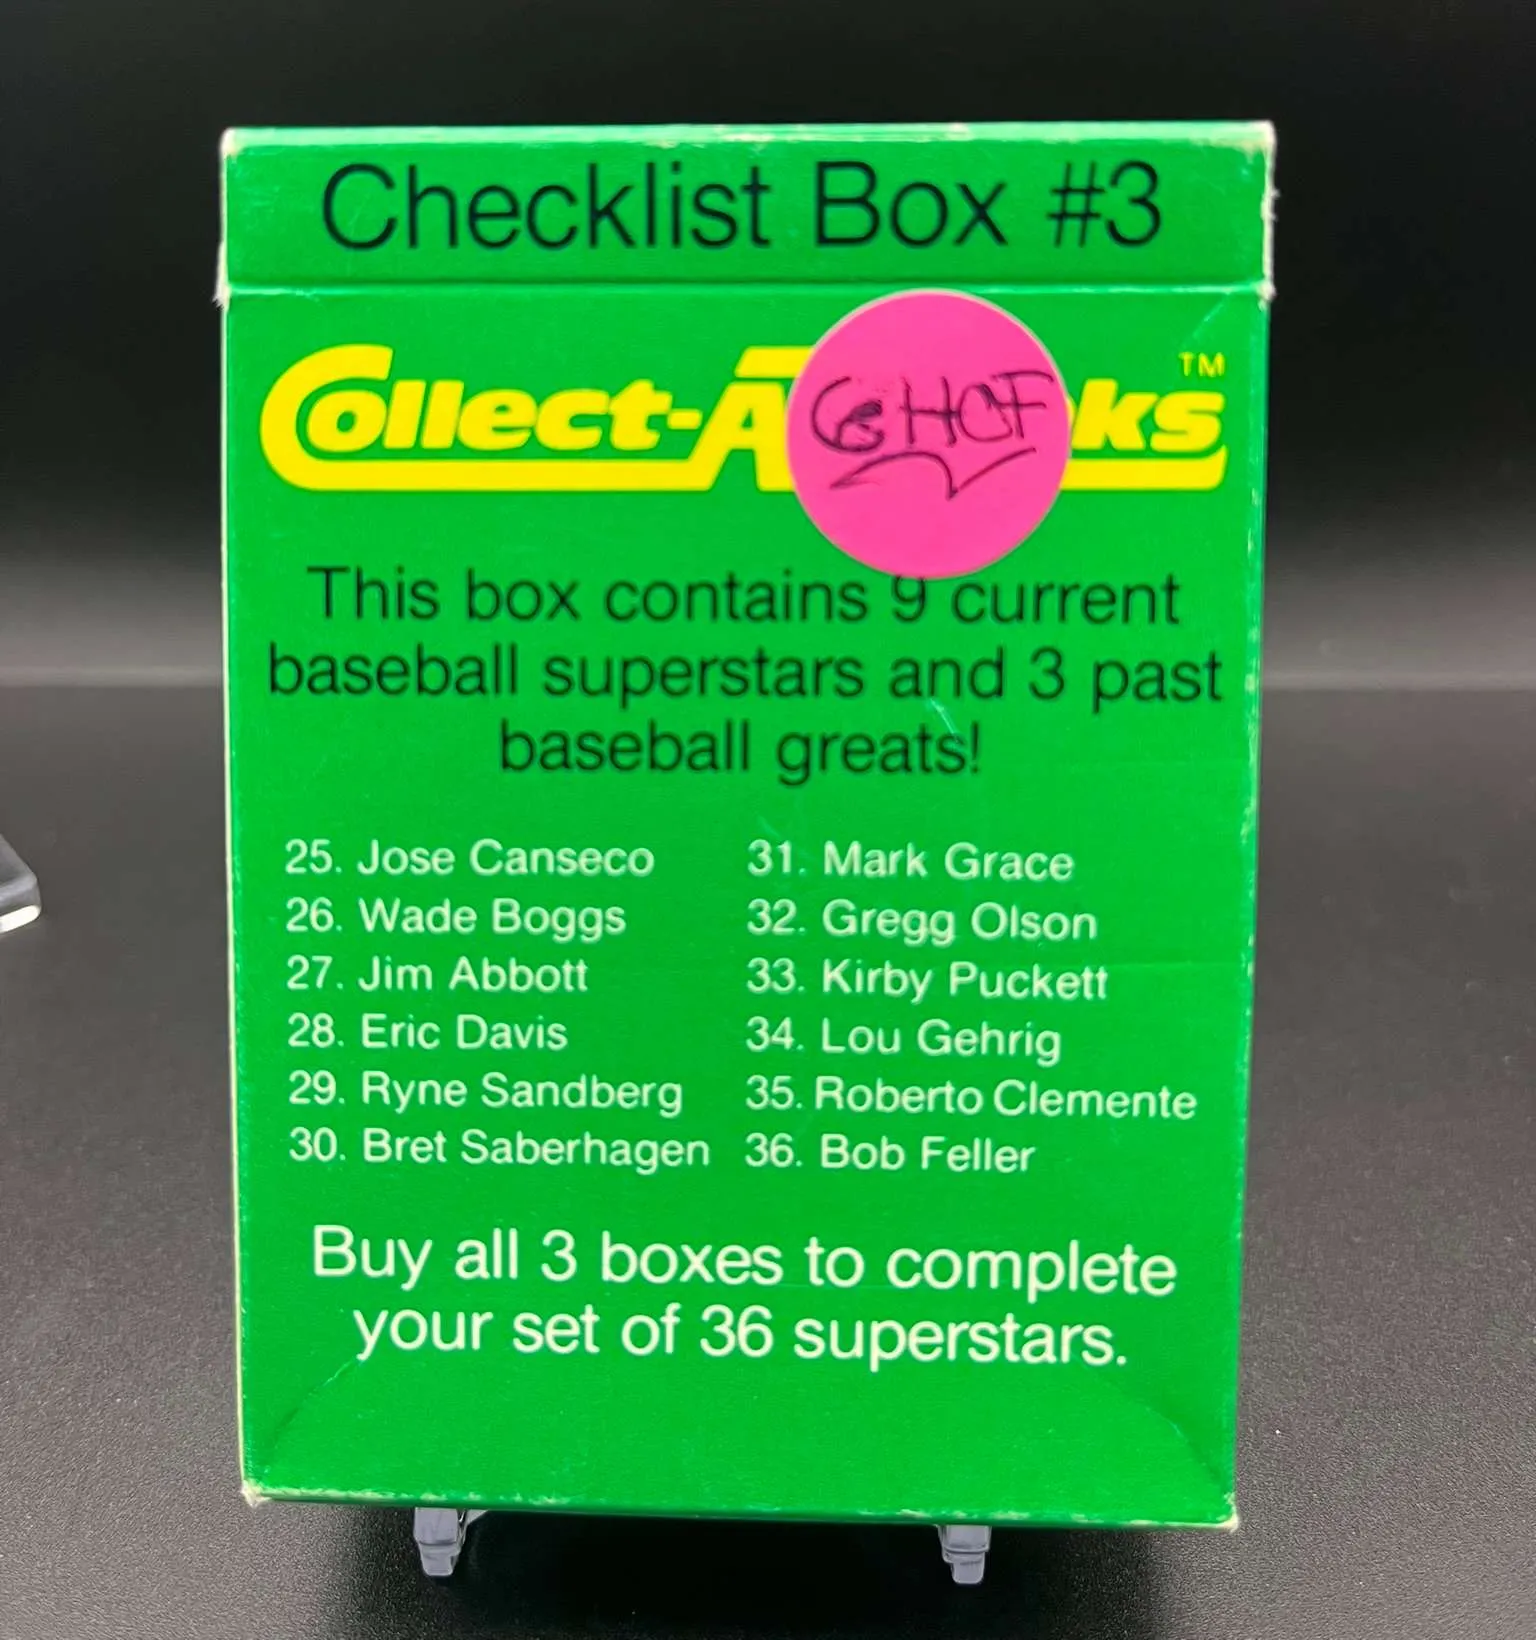 Checklist Box #3
Collect-A ks ™
6 HOF
This box contains 9 current
baseball superstars and 3 past
baseball greats!
25. Jose Canseco
26. Wade Boggs
27. Jim Abbott
28. Eric Davis
29. Ryne Sandberg
30. Bret Saberhagen
31. Mark Grace
32. Gregg Olson
33. Kirby Puckett
34. Lou Gehrig
35. Roberto Clemente
36. Bob Feller
Buy all 3 boxes to complete
your set of 36 superstars.